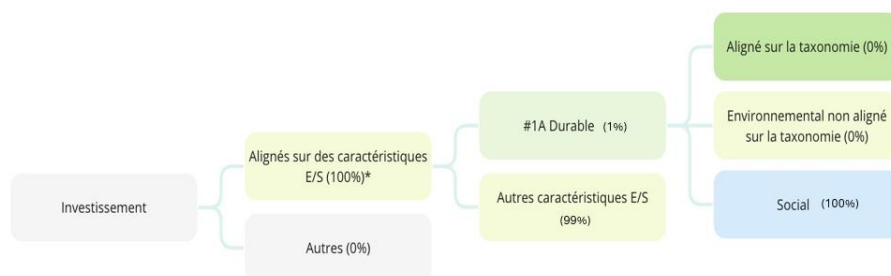 Investissement
Alignés sur des caractéristiques
E/S (100%)*
Autres (0%)
#1A Durable (1%)
Autres caractéristiques E/S
(99%)
Aligné sur la taxonomie (0%)
Environnemental non aligné
sur la taxonomie (0%)
Social (100%)